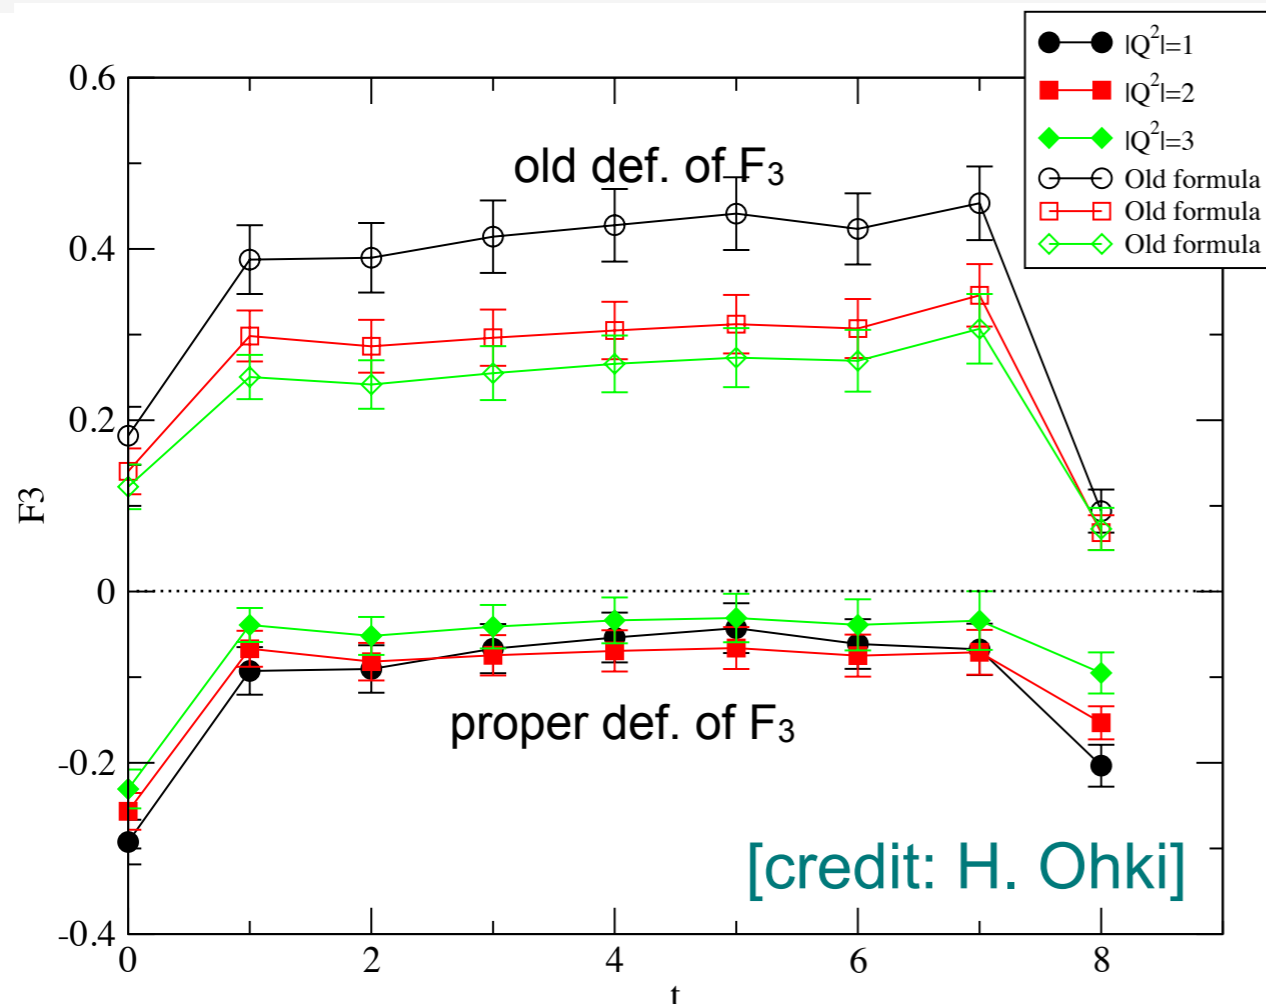 |Q²|=1
|Q²|=2
|Q²|=3
Old formula
Old formula
Old formula
0.6
old def. of F₃
0.4
0.2
F3
0
proper def. of F₃
-0.2
[credit: H. Ohki]
-0.4
0 2 4 6 8
t